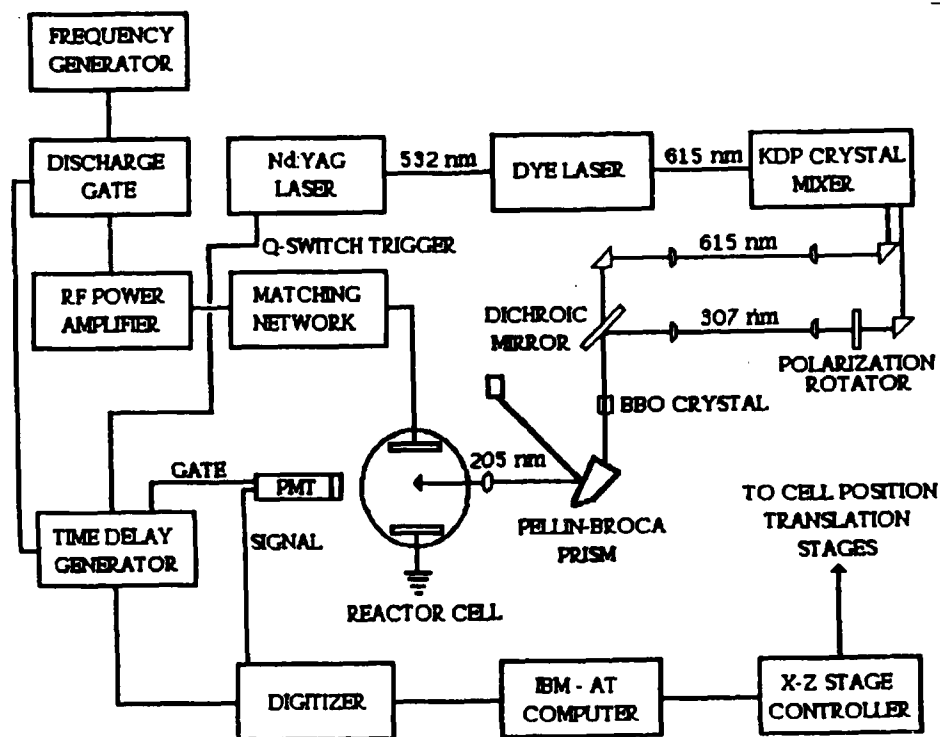 FREQUENCY
GENERATOR
DISCHARGE
GATE
Nd:YAG
LASER
532 nm
DYE LASER
615 nm
KDP CRYSTAL
MIXER
Q-SWITCH TRIGGER
615 nm
RF POWER
AMPLIFIER
MATCHING
NETWORK
DICHROIC
MIRROR
307 nm
POLARIZATION
ROTATOR
BBO CRYSTAL
205 nm
GATE
PMT
TO CELL POSITION
TRANSLATION
STAGES
TIME DELAY
GENERATOR
SIGNAL
PELLIN-BROCA
PRISM
REACTOR CELL
DIGITIZER
IBM - AT
COMPUTER
X-Z STAGE
CONTROLLER